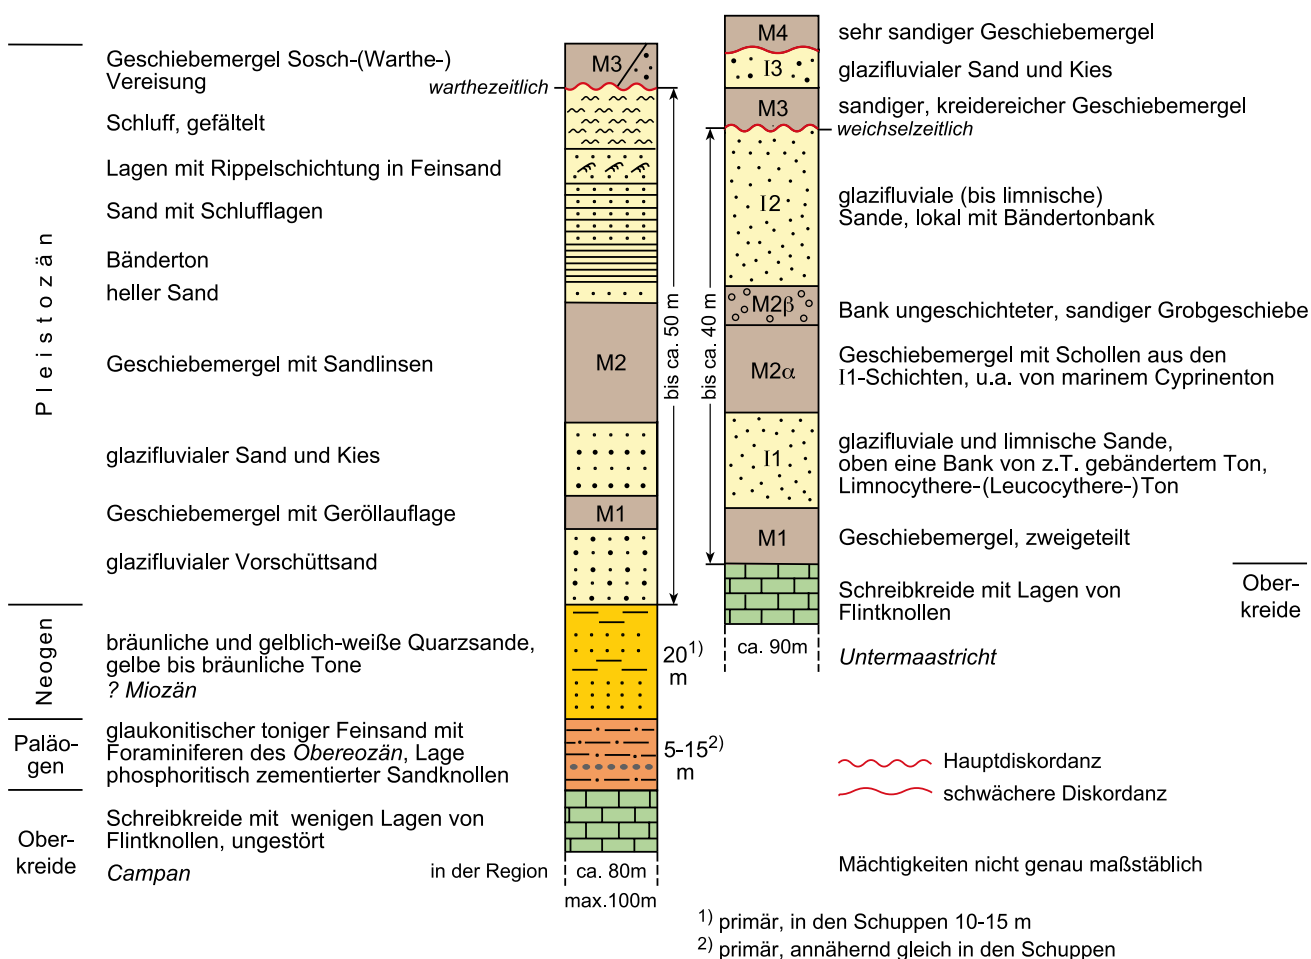 Pleistozän
Geschiebemergel Sosch-(Warthe-)
Vereisung
warthezeitlich
Schluff, gefältelt
Lagen mit Rippelschichtung in Feinsand
Sand mit Schlufflagen
Bänderton
heller Sand
Geschiebemergel mit Sandlinsen
glazifluvialer Sand und Kies
Geschiebemergel mit Geröllauflage
glazifluvialer Vorschüttsand
Neogen
bräunliche und gelblich-weiße Quarzsande,
gelbe bis bräunliche Tone
? Miozän
Paläo-
gen
glaukonitischer toniger Feinsand mit
Foraminiferen des Obereozän, Lage
phosphoritisch zementierter Sandknollen
Ober-
kreide
Schreibkreide mit wenigen Lagen von
Flintknollen, ungestört
Campan
in der Region
M3
M2
M1
bis ca. 50 m
20 1)
m
5-15 2)
m
ca. 80m
max.100m
M4
I3
M3
I2
M2β
M2α
I1
M1
bis ca. 40 m
ca. 90m
sehr sandiger Geschiebemergel
glazifluvialer Sand und Kies
sandiger, kreidereicher Geschiebemergel
weichselzeitlich
glazifluviale (bis limnische)
Sande, lokal mit Bändertonbank
Bank ungeschichteter, sandiger Grobgeschiebe
Geschiebemergel mit Schollen aus den
I1-Schichten, u.a. von marinem Cyprinenton
glazifluviale und limnische Sande,
oben eine Bank von z.T. gebändertem Ton,
Limnocythere-(Leucocythere-)Ton
Geschiebemergel, zweigeteilt
Schreibkreide mit Lagen von
Flintknollen
Ober-
kreide
Untermaastricht
Hauptdiskordanz
schwächere Diskordanz
Mächtigkeiten nicht genau maßstäblich
1) primär, in den Schuppen 10-15 m
2) primär, annähernd gleich in den Schuppen